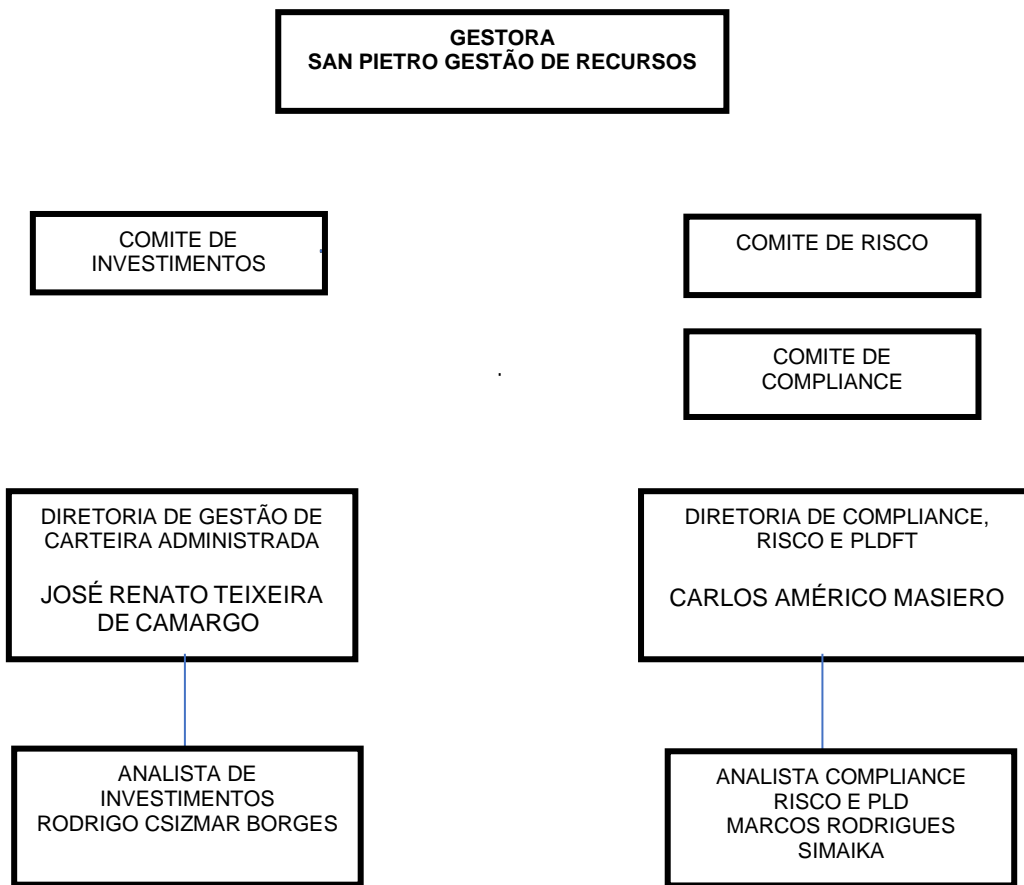 GESTORA
SAN PIETRO GESTÃO DE RECURSOS
COMITE DE
INVESTIMENTOS
COMITE DE RISCO
COMITE DE
COMPLIANCE
DIRETORIA DE GESTÃO DE
CARTEIRA ADMINISTRADA
JOSÉ RENATO TEIXEIRA
DE CAMARGO
DIRETORIA DE COMPLIANCE,
RISCO E PLDFT
CARLOS AMÉRICO MASIERO
ANALISTA DE
INVESTIMENTOS
RODRIGO CSIZMAR BORGES
ANALISTA COMPLIANCE
RISCO E PLD
MARCOS RODRIGUES
SIMAIKA